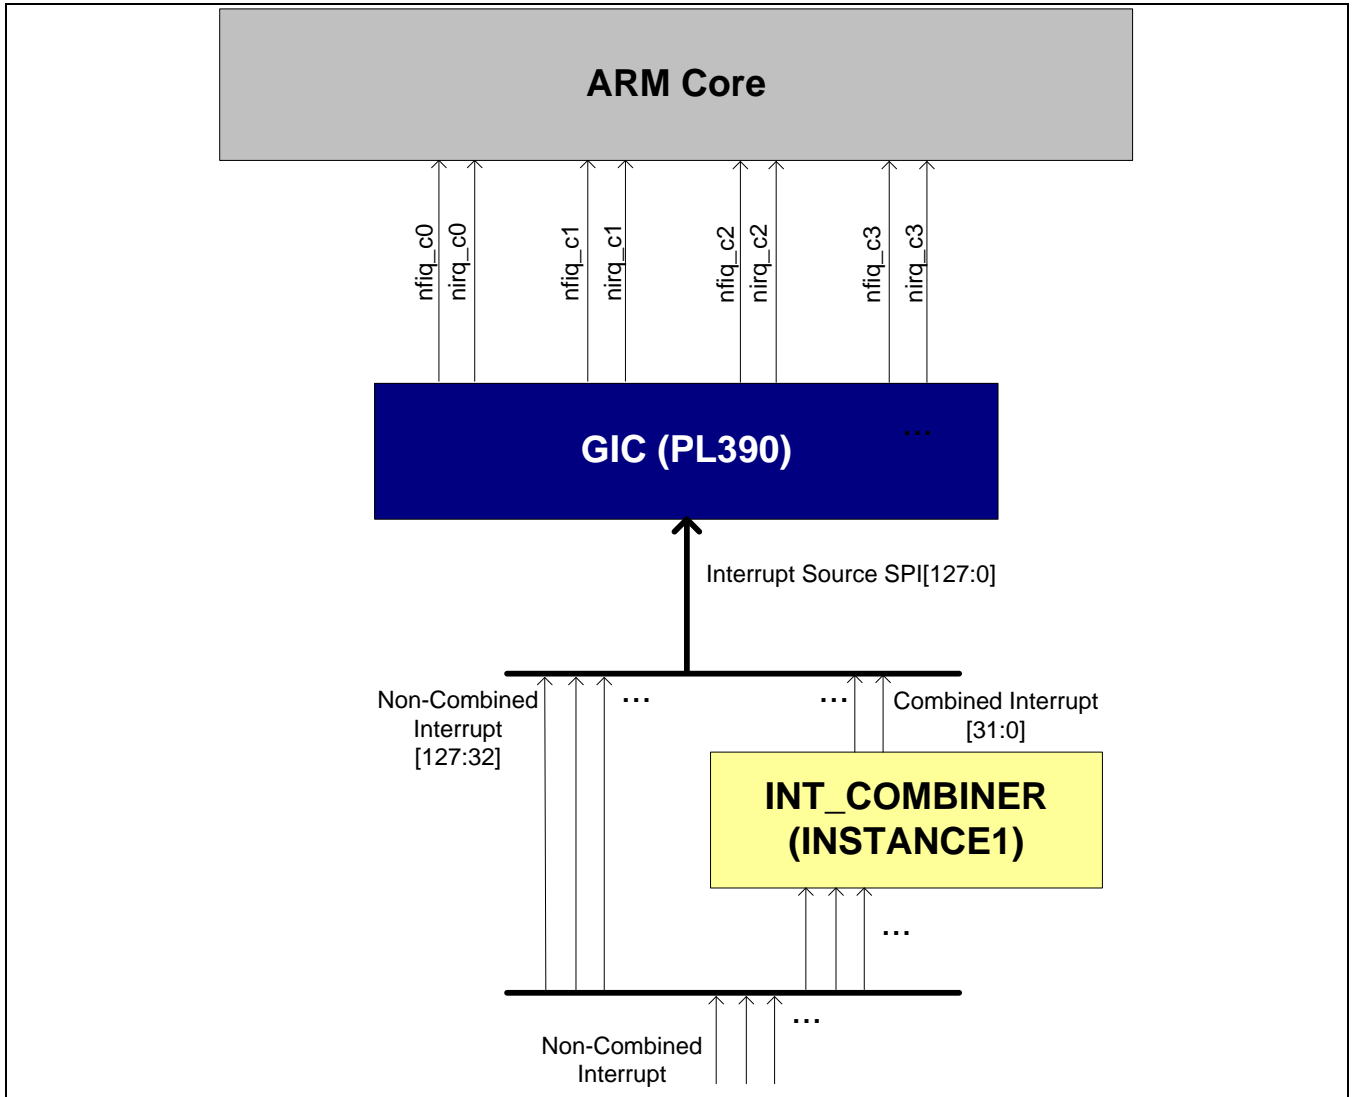 ARM Core
nfiq_c0
nirq_c0
nfiq_c1
nirq_c1
nfiq_c2
nirq_c2
nfiq_c3
nirq_c3
GIC (PL390)
...
Interrupt Source SPI[127:0]
Non-Combined
Interrupt
[127:32]
...
...
Combined Interrupt
[31:0]
INT_COMBINER
(INSTANCE1)
...
...
Non-Combined
Interrupt